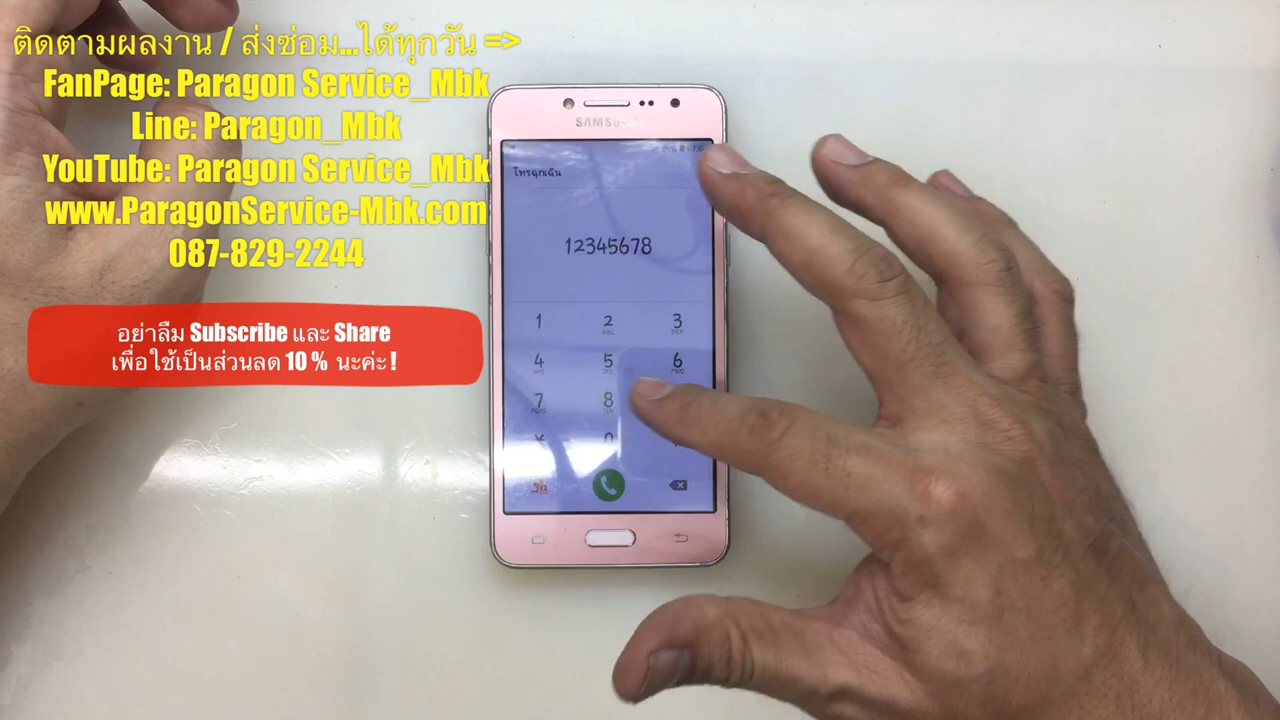 ติดตามผลงาน / ส่งซ่อม...ได้ทุกวัน =>
FanPage: Paragon Service_Mbk
Line: Paragon_Mbk
YouTube: Paragon Service_Mbk
www.ParagonService-Mbk.com
087-829-2244
อย่าลืม Subscribe และ Share
เพื่อใช้เป็นส่วนลด 10 % นะค่ะ !
SAMSUNG
โทรฉุกเฉิน
12345678
1 2 3
ABC DEF
4 5 6
7 8
0